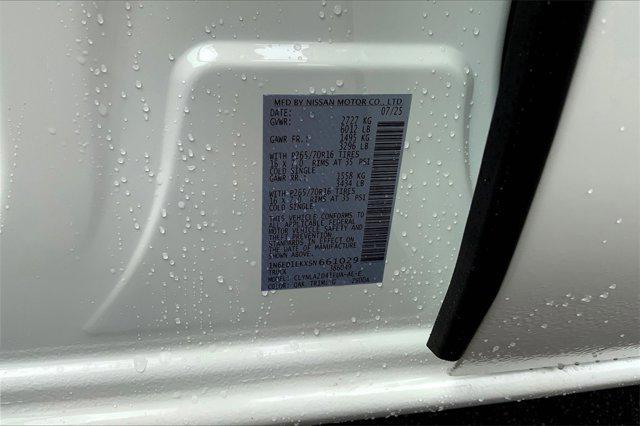 MFD BY NISSAN MOTOR CO., LTD
DATE: 07/25
GVWR: 2727 KG
6012 LB
GAWR FR.: 1495 KG
3296 LB
WITH P265/70R16 TIRES
16 X 7.0 RIMS AT 35 PSI
COLD SINGLE
GAWR RR.: 1558 KG
3434 LB
WITH P265/70R16 TIRES
16 X 7.0 RIMS AT 35 PSI
COLD SINGLE
THIS VEHICLE CONFORMS TO
ALL APPLICABLE FEDERAL
MOTOR VEHICLE SAFETY AND
THEFT PREVENTION
STANDARDS IN EFFECT ON
THE DATE OF MANUFACTURE
SHOWN ABOVE.
661029
TRUCK 386049
MODEL:
COLOR: QAK TRIM: G